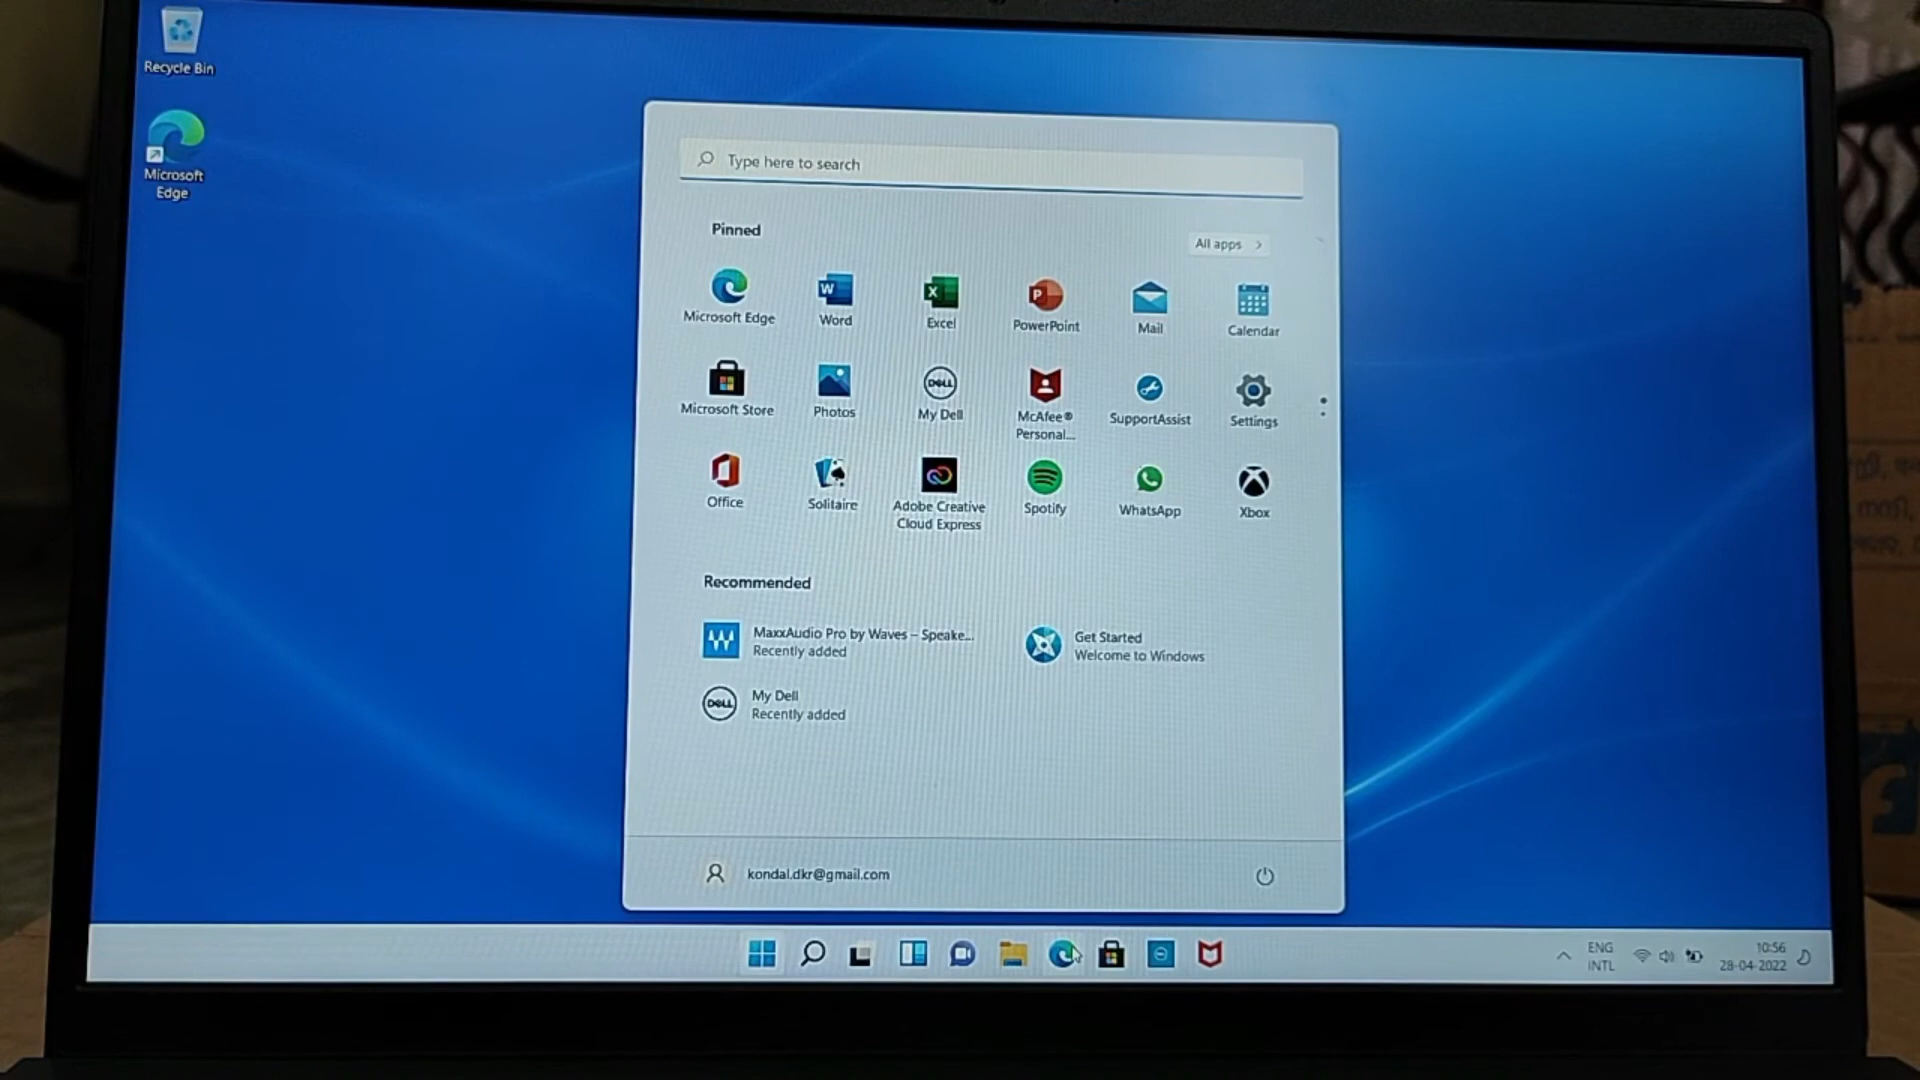 Recycle Bin
Microsoft
Edge
Type here to search
Pinned
All apps
Microsoft Edge
Word
Excel
PowerPoint
Mail
Calendar
Microsoft Store
Photos
My Dell
McAfee®
Personal...
SupportAssist
Settings
Office
Solitaire
Adobe Creative
Cloud Express
Spotify
WhatsApp
Xbox
Recommended
MaxxAudio Pro by Waves – Speake...
Recently added
Get Started
Welcome to Windows
My Dell
Recently added
kondal.dkr@gmail.com
ENG
INTL
10:56
28-04-2022